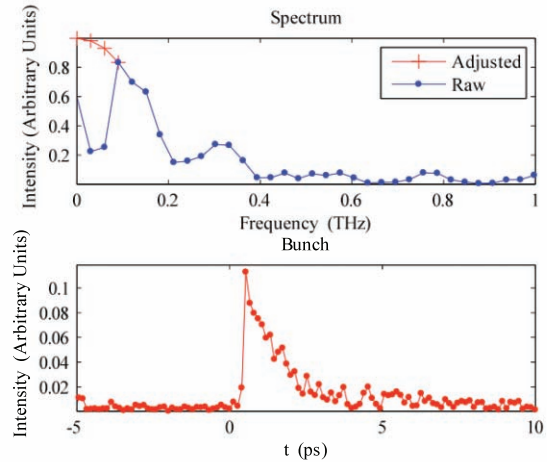 Spectrum
Intensity (Arbitrary Units)
0.8
0.6
0.4
0.2
Adjusted
Raw
0 0.2 0.4 0.6 0.8 1
Frequency (THz)
Bunch
Intensity (Arbitrary Units)
0.1
0.08
0.06
0.04
0.02
-5 0 5 10
t (ps)